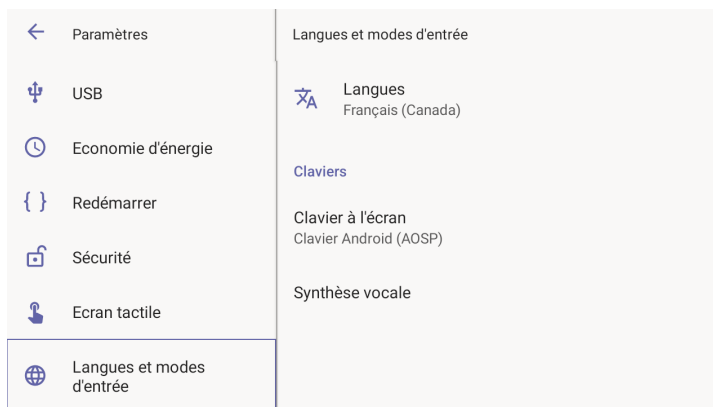 Paramètres
USB
Economie d'énergie
Redémarrer
Sécurité
Ecran tactile
Langues et modes
d'entrée
Langues et modes d'entrée
Langues
Français (Canada)
Claviers
Clavier à l'écran
Clavier Android (AOSP)
Synthèse vocale